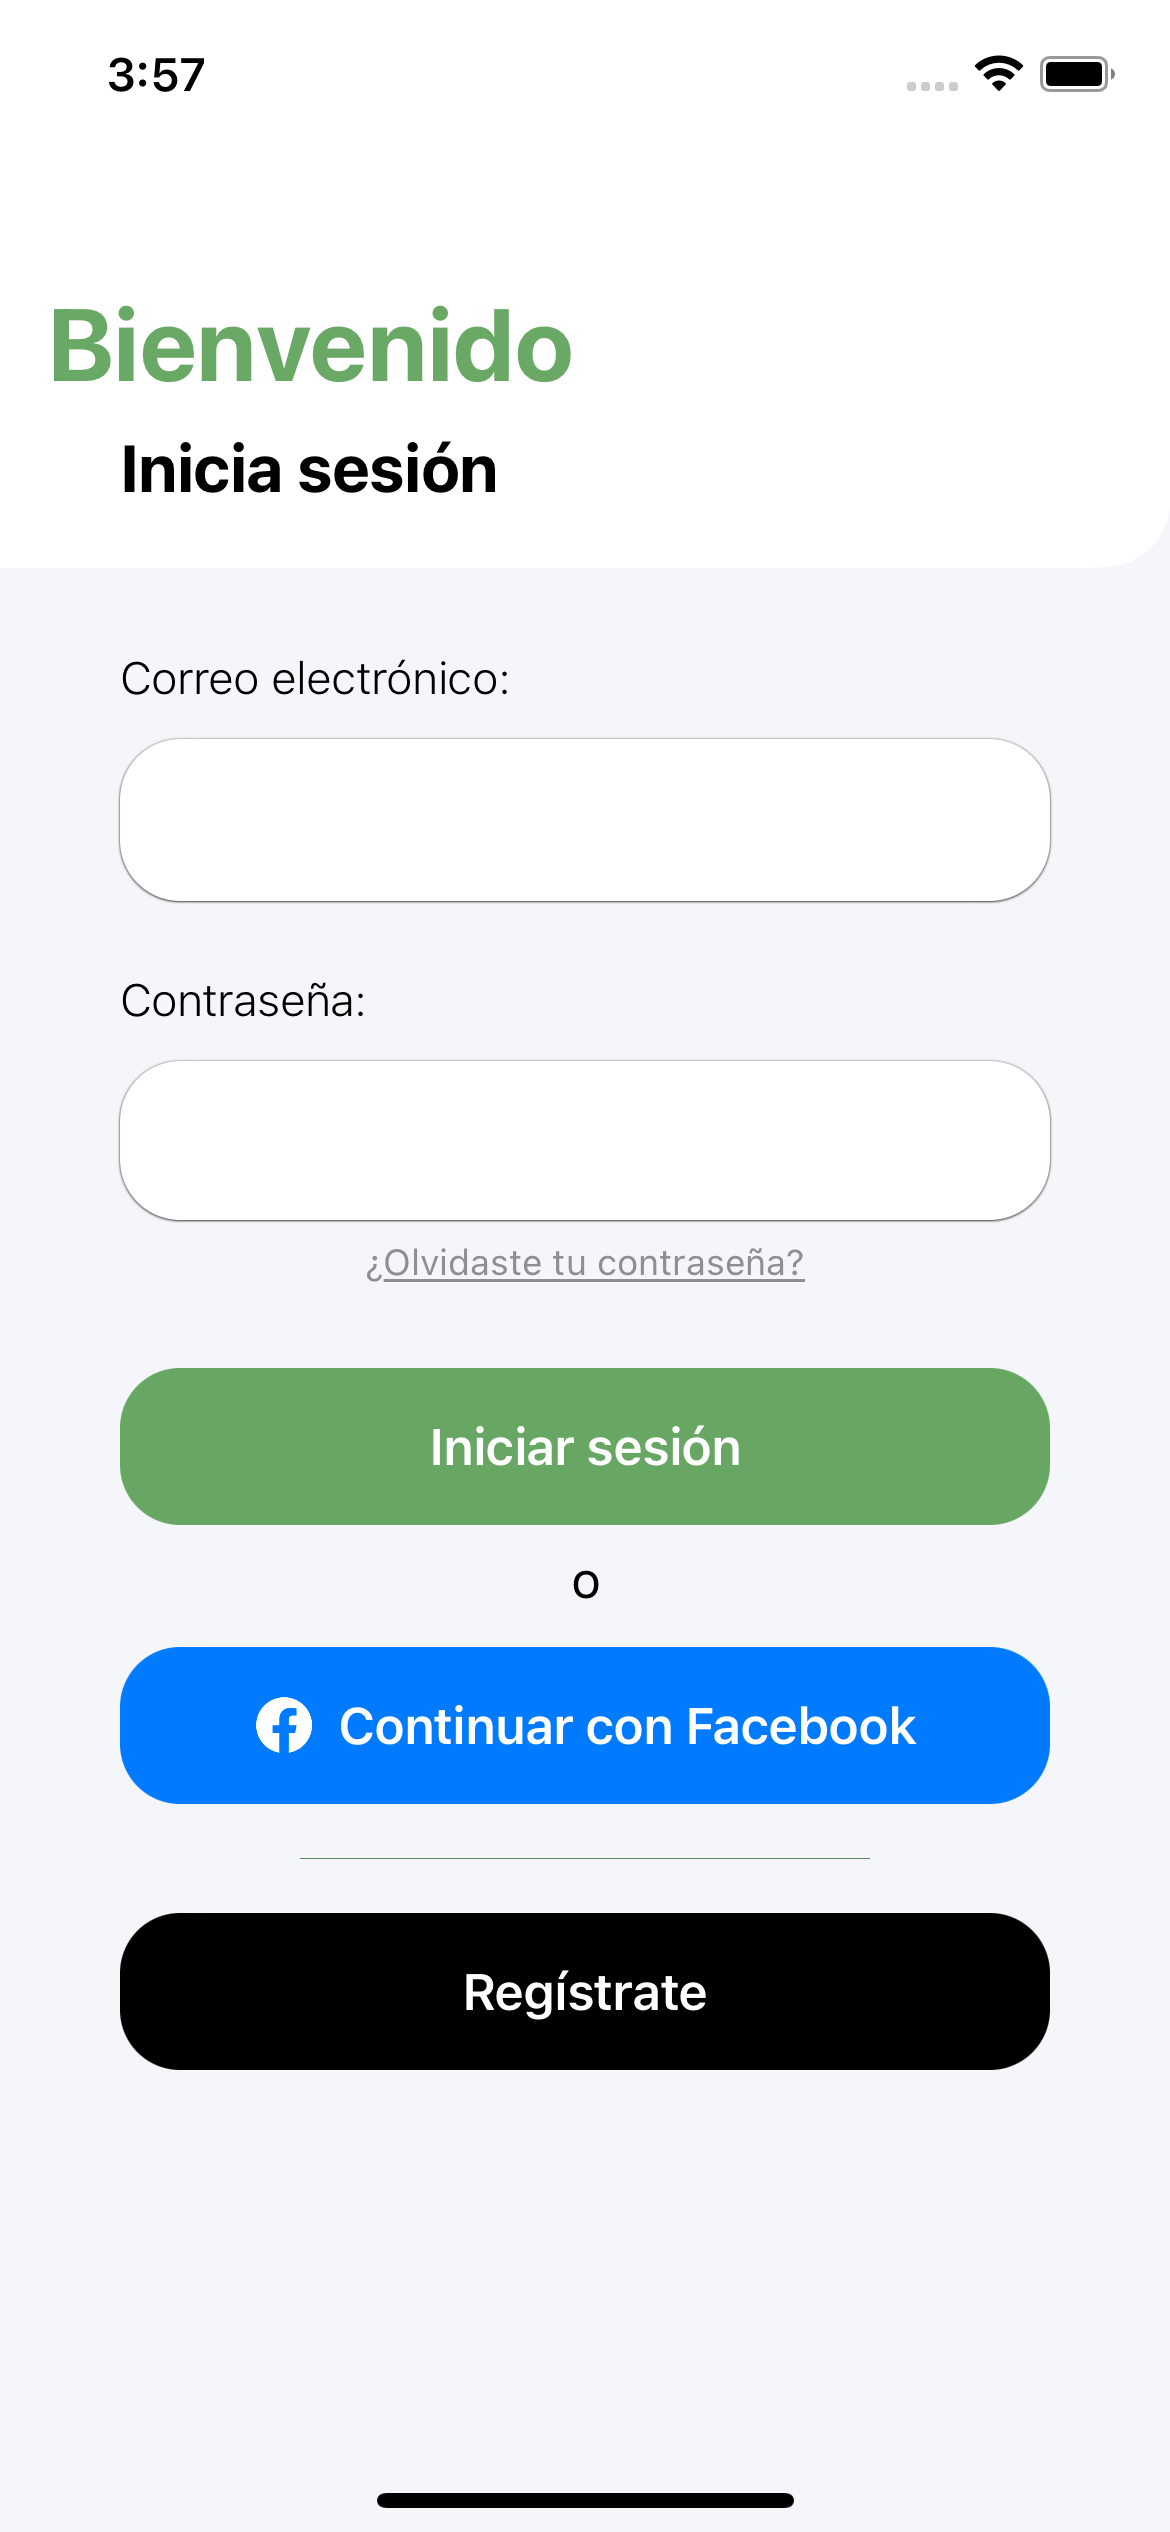 3:57
Bienvenido
Inicia sesión
Correo electrónico:
Contraseña:
¿Olvidaste tu contraseña?
Iniciar sesión
o
Continuar con Facebook
Regístrate